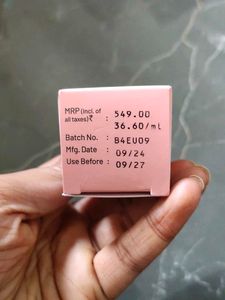 MRP (Incl. of : 549.00
all taxes)₹ 36.60/mL
Batch No. : B4EU09
Mfg. Date : 09/24
Use Before : 09/27